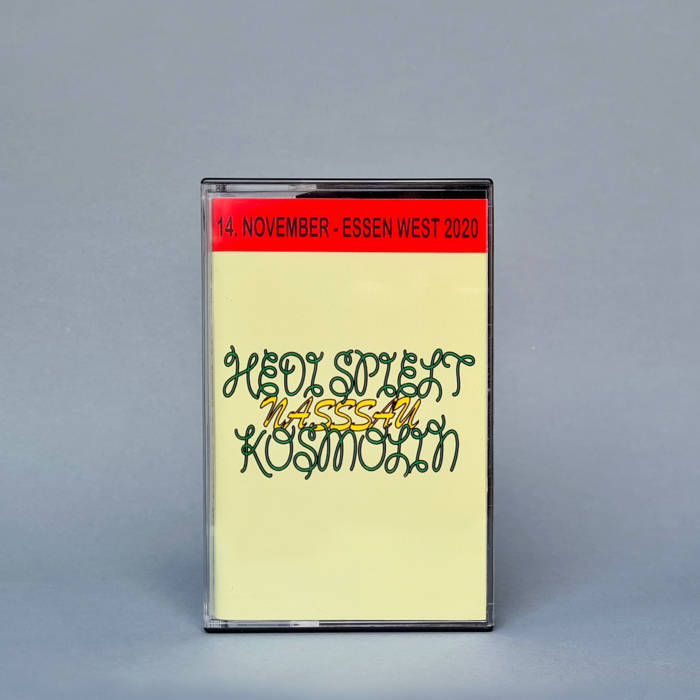 14. NOVEMBER - ESSEN WEST 2020
HEDI SPIELT
NASSSAU
KOSMOLIN